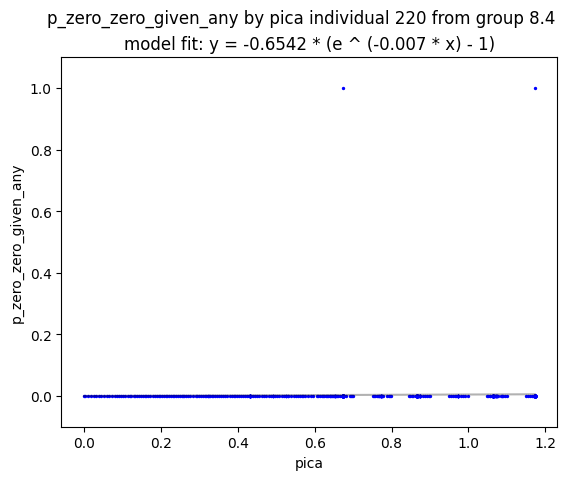 p_zero_zero_given_any by pica individual 220 from group 8.4
model fit: y = -0.6542 * (e ^ (-0.007 * x) - 1)
1.0
0.8
0.6
0.4
0.2
0.0
p_zero_zero_given_any
0.0 0.2 0.4 0.6 0.8 1.0 1.2
pica